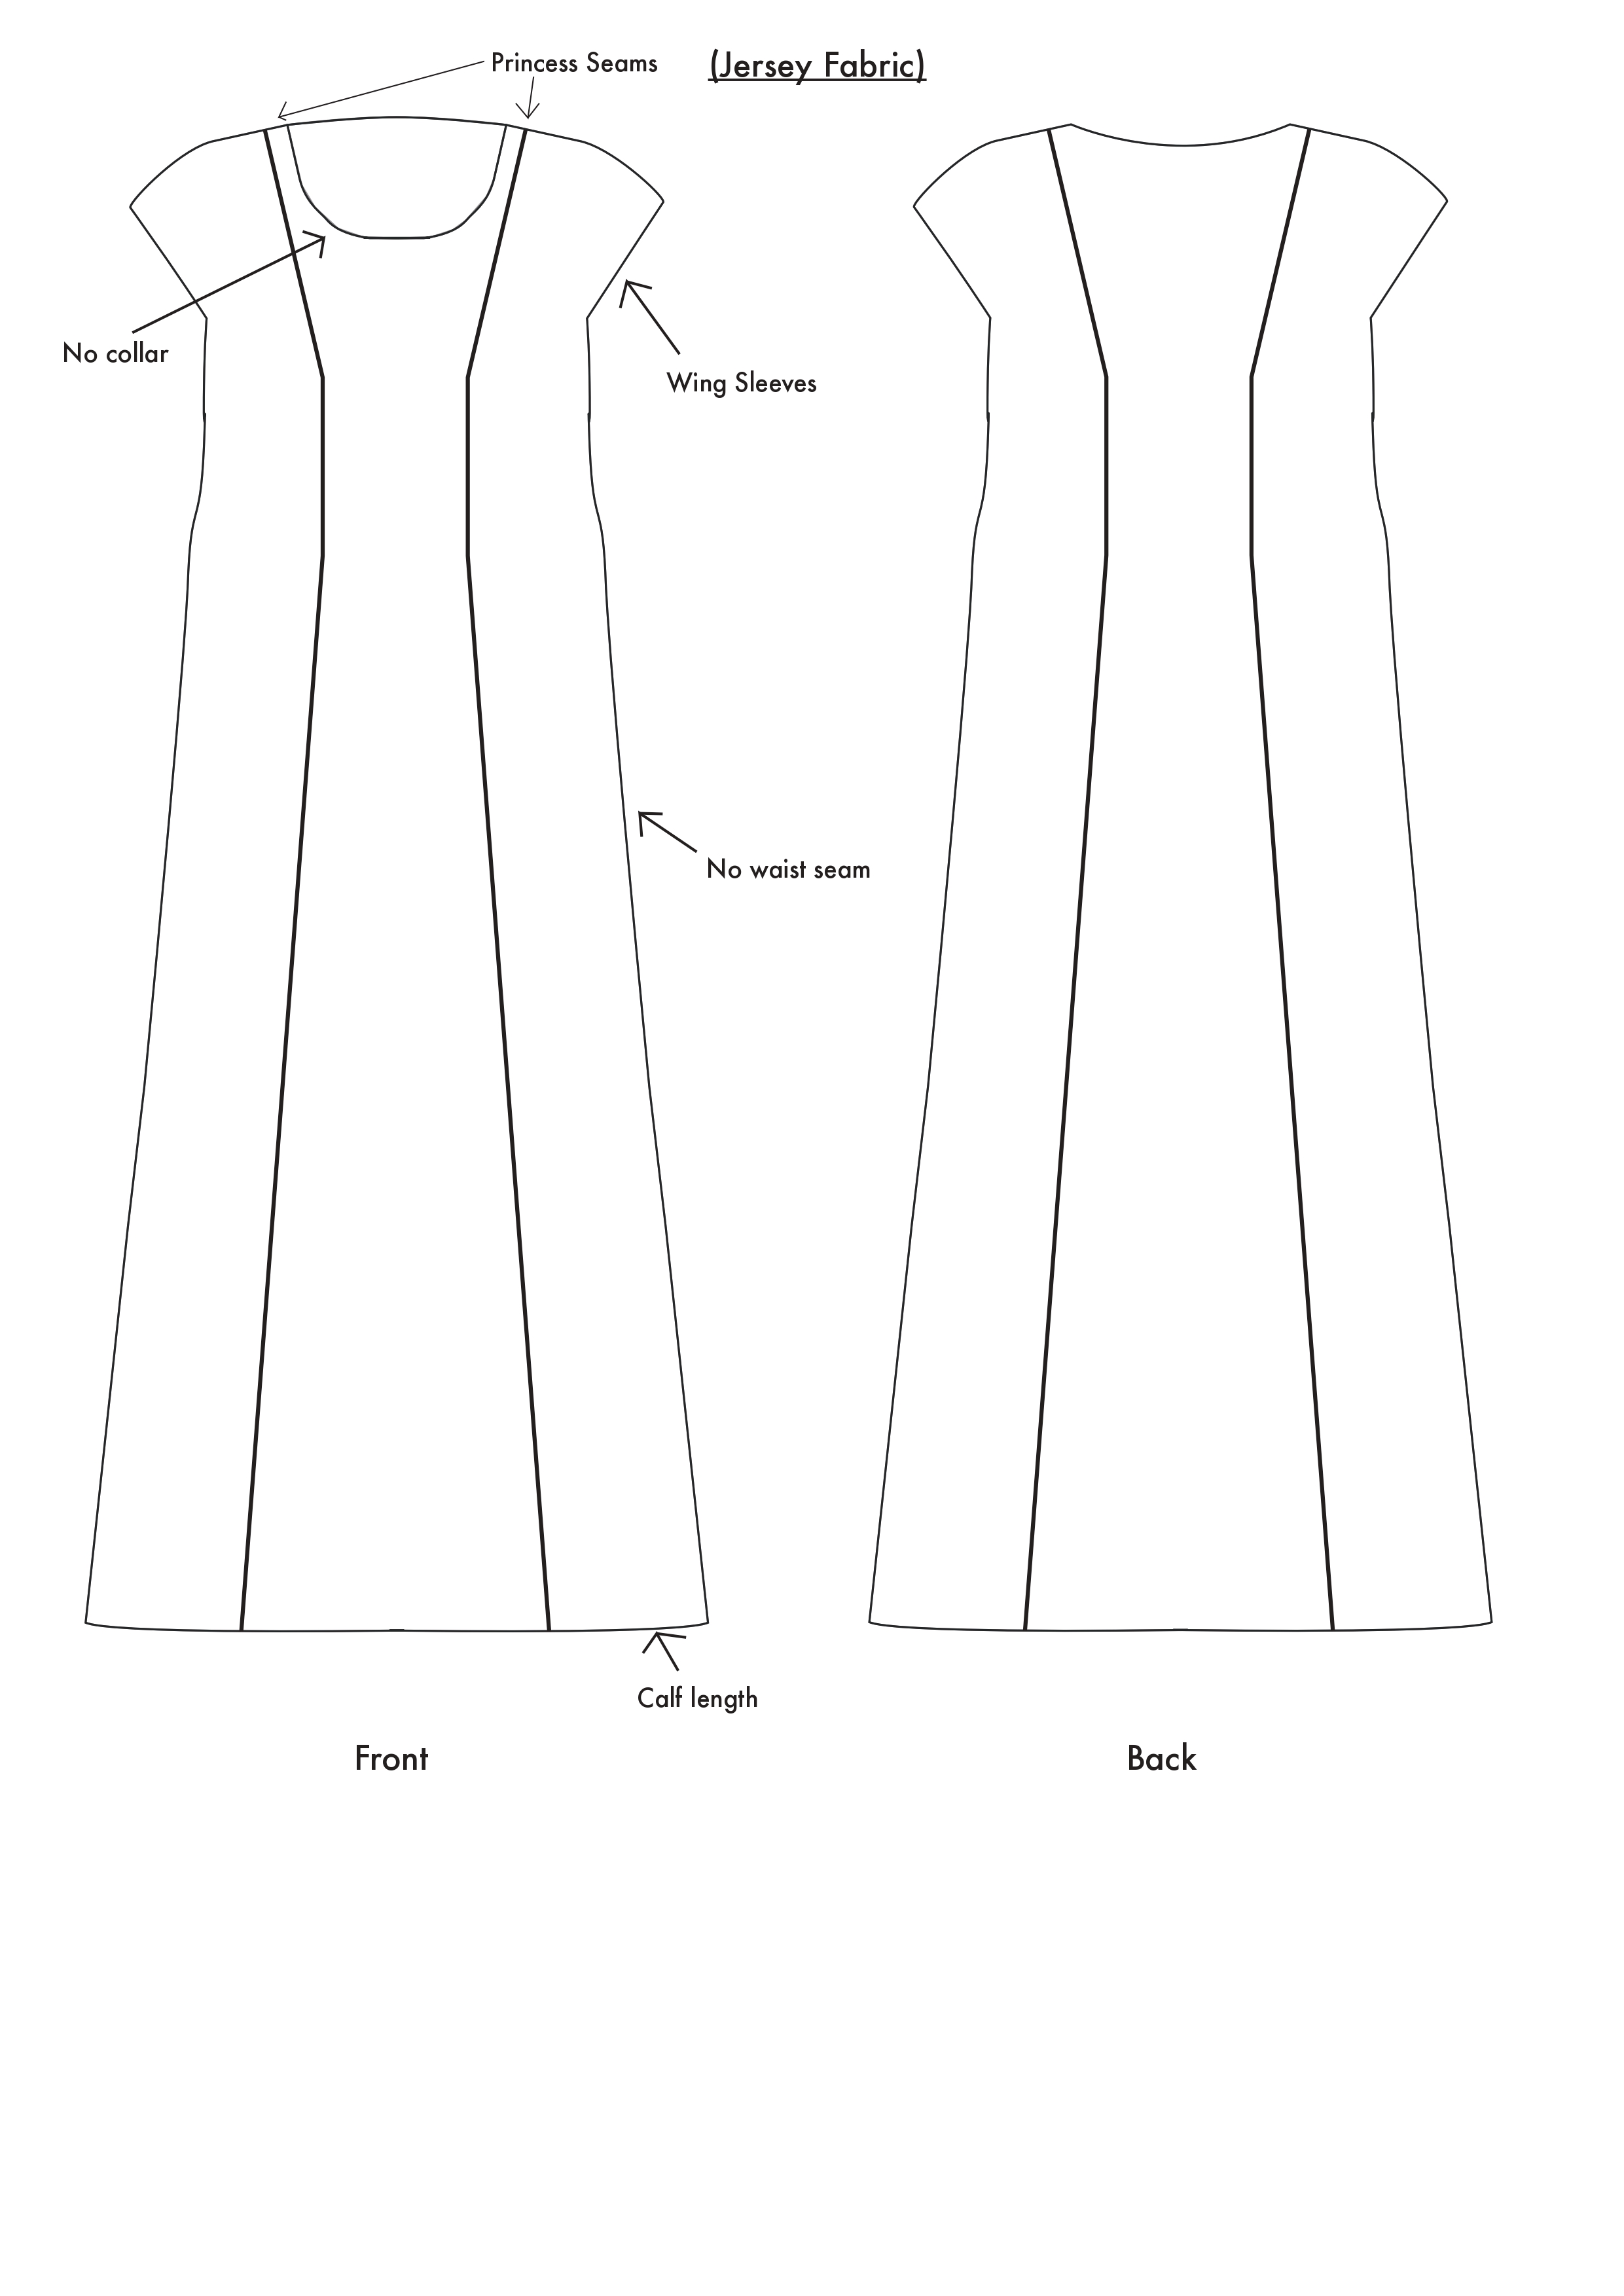 Princess Seams
(Jersey Fabric)
No collar
Wing Sleeves
No waist seam
Calf length
Front
Back